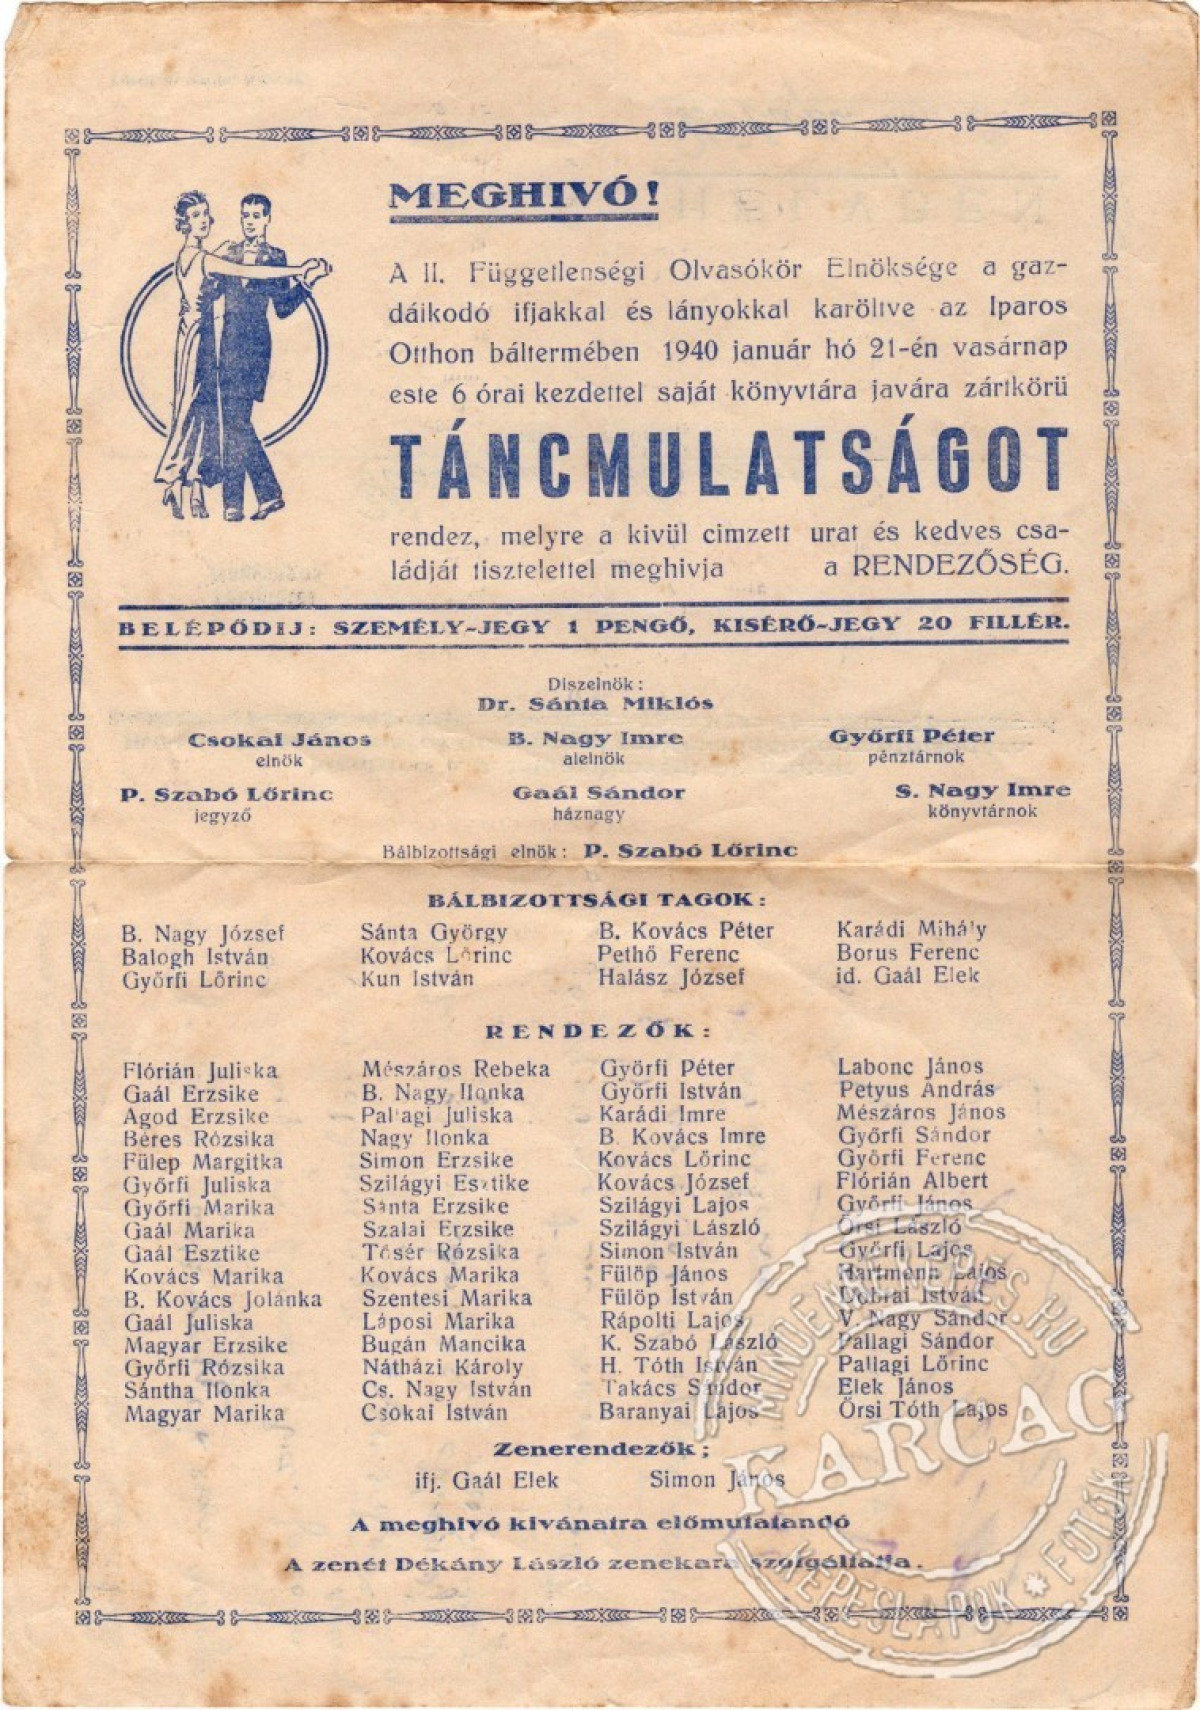 MEGHIVÓ!
A II. Függetlenségi Olvasókör Elnöksége a gaz-
dálkodó ifjakkal és lányokkal karöltve az Iparos
Otthon báltermében 1940 január hó 21-én vasárnap
este 6 órai kezdettel saját könyvtára javára zártkörü
TÁNCMULATSÁGOT
rendez, melyre a kivül cimzett urat és kedves csa-
ládját tisztelettel meghivja a RENDEZŐSÉG.
BELÉPŐDIJ: SZEMÉLY-JEGY 1 PENGŐ, KISÉRŐ-JEGY 20 FILLÉR.
Diszelnök:
Dr. Sánta Miklós
Csokai János B. Nagy Imre Győrfi Péter
elnök alelnök pénztárnok
P. Szabó Lőrinc Gaál Sándor S. Nagy Imre
jegyző háznagy könyvtárnok
Bálbizottsági elnök: P. Szabó Lőrinc
BÁLBIZOTTSÁGI TAGOK:
B. Nagy József Sánta György B. Kovács Péter Karádi Mihály
Balogh István Kovács Lőrinc Pethő Ferenc Borus Ferenc
Győrfi Lőrinc Kun István Halász József id. Gaál Elek
RENDEZŐK:
Flórián Juliska Mészáros Rebeka Györfi Péter Labonc János
Gaál Erzsike B. Nagy Ilonka Győrfi István Petyus András
Agod Erzsike Pallagi Juliska Karádi Imre Mészáros János
Béres Rózsika Nagy Ilonka B. Kovács Imre Győrfi Sándor
Fülep Margitka Simon Erzsike Kovács Lőrinc Györfi Ferenc
Győrfi Juliska Szilágyi Esztike Kovács József Flórián Albert
Győrfi Marika Sánta Erzsike Szilágyi Lajos Győrfi János
Gaál Marika Szalai Erzsike Szilágyi László Örsi László
Gaál Esztike Tősér Rózsika Simon István Győrfi Lajos
Kovács Marika Kovács Marika Fülöp János Hartmenn Lajos
B. Kovács Jolánka Szentesi Marika Fülöp István Dobrai István
Gaál Juliska Láposi Marika Rápolti Lajos V. Nagy Sándor
Magyar Erzsike Bugán Mancika K. Szabó László Pallagi Sándor
Győrfi Rózsika Nátházi Károly H. Tóth István Pallagi Lőrinc
Sántha Ilonka Cs. Nagy István Takács Sándor Elek János
Magyar Marika Csokai István Baranyai Lajos Örsi Tóth Lajos
Zenerendezők;
ifj. Gaál Elek Simon János
A meghivó kivánatra előmutatandó
A zenét Dékány László zenekara szolgáltatja.
MINDENKIKEPES.HU
KARCAG
KÉPESLAPOK * FOTÓK